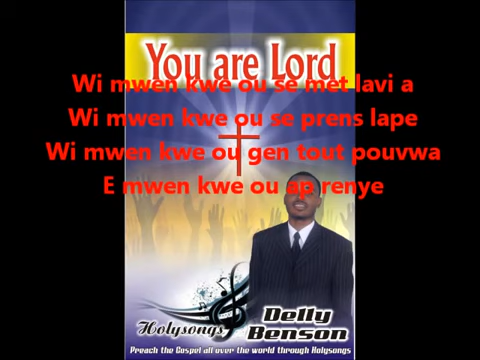 You are Lord
Wi mwen kwe ou se met lavi a
Wi mwen kwe ou se prens lape
Wi mwen kwe ou gen tout pouvwa
E mwen kwe ou ap renye
Holysongs
Delly
Benson
Preach the Gospel all over the world through Holysongs